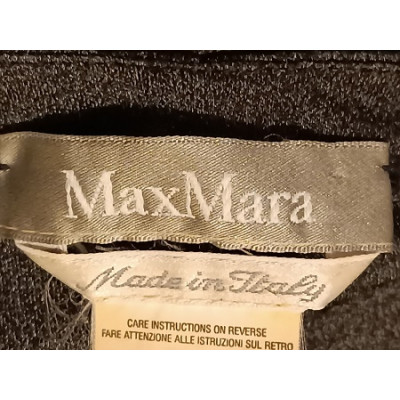 MaxMara
Made in Italy
CARE INSTRUCTIONS ON REVERSE
FARE ATTENZIONE ALLE ISTRUZIONI SUL RETRO